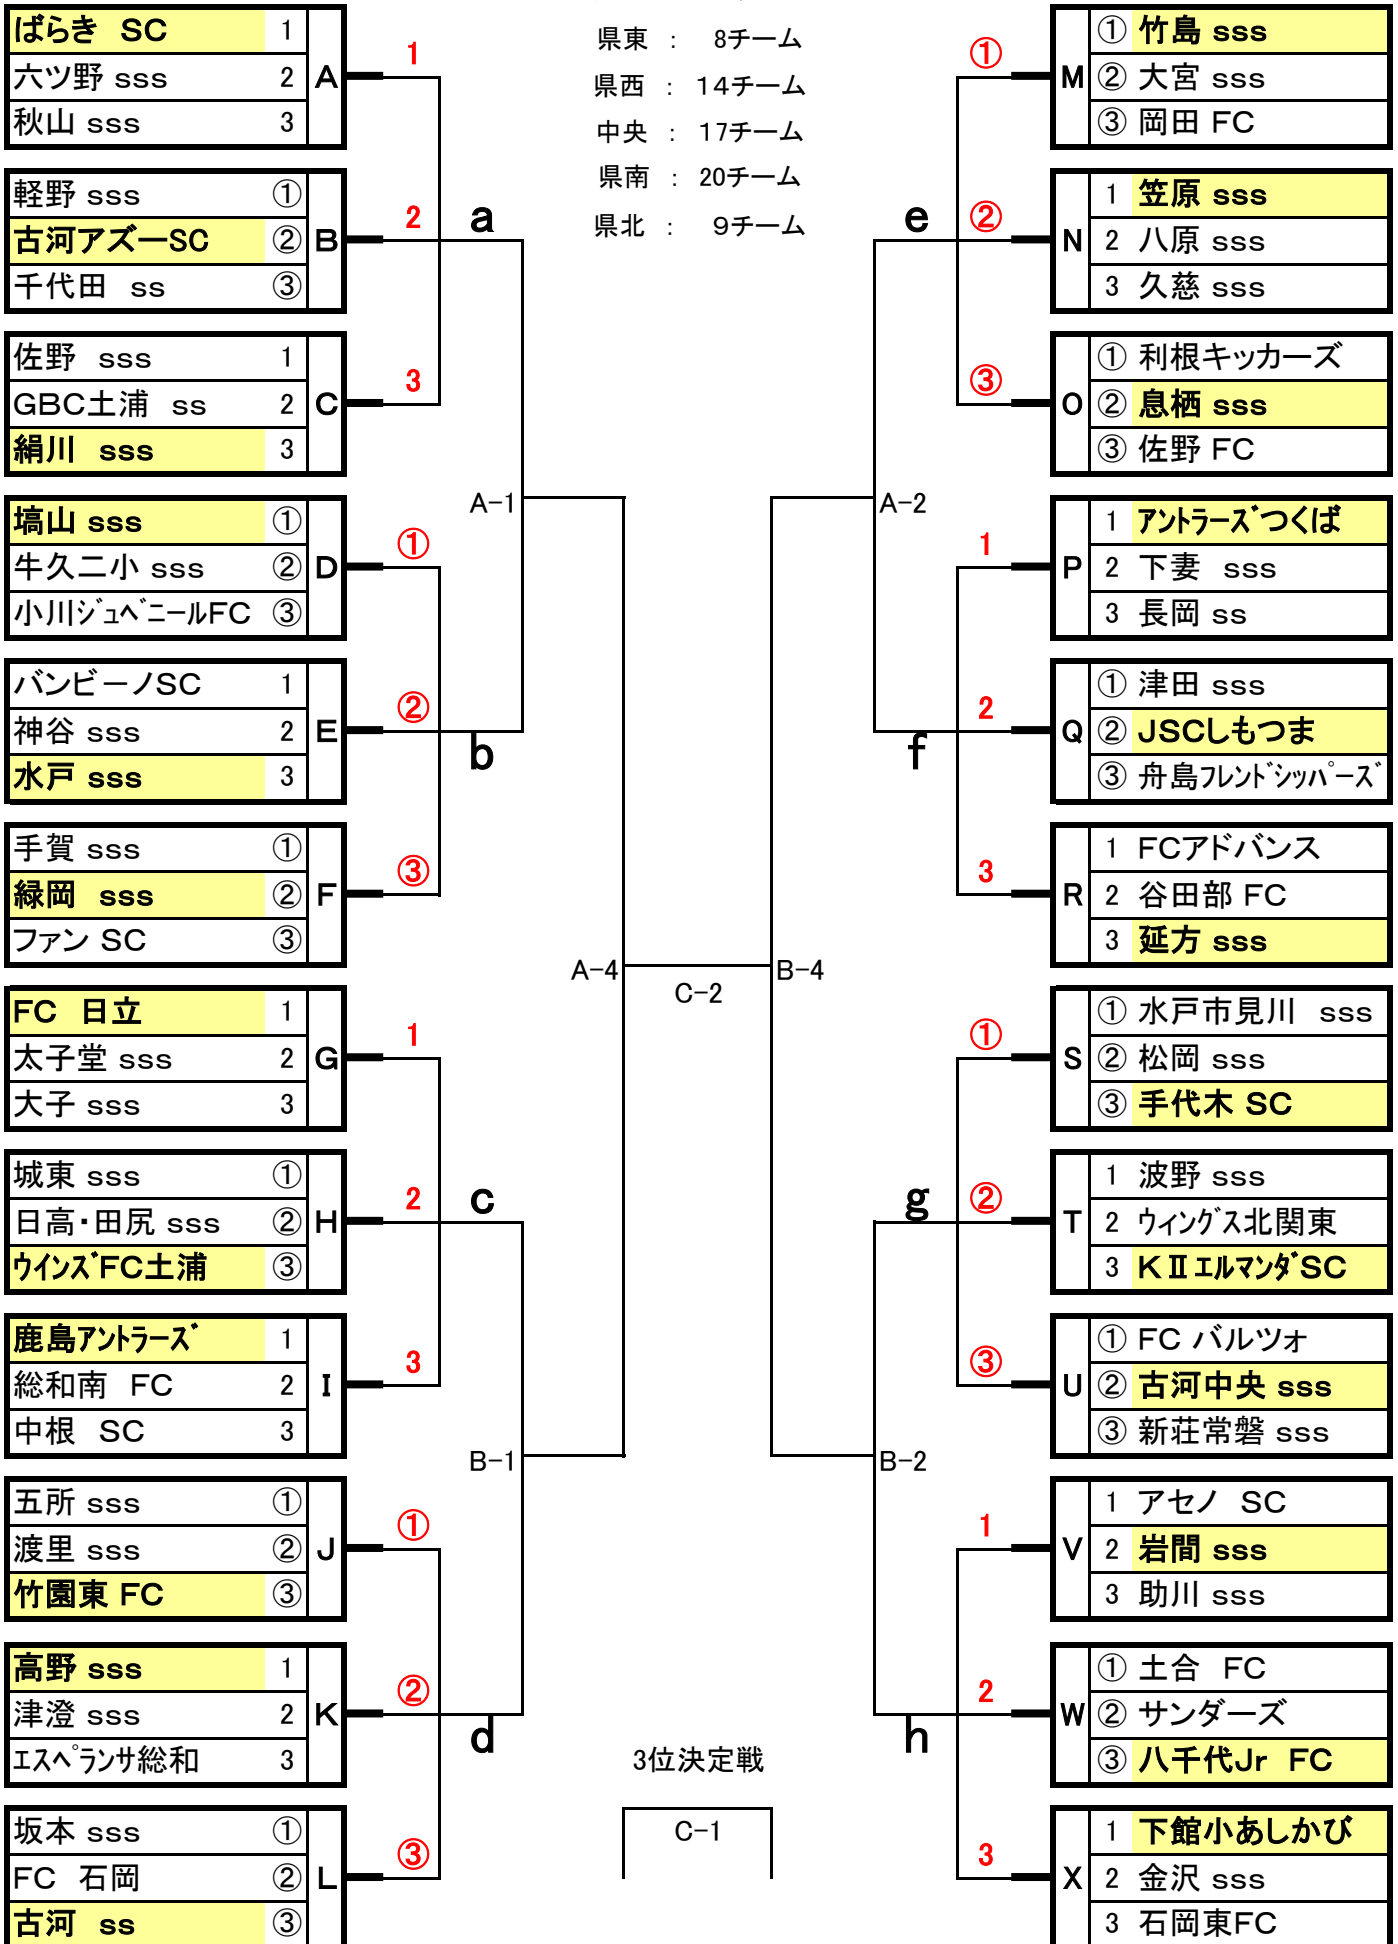 県東 : 8チーム
県西 : 14チーム
中央 : 17チーム
県南 : 20チーム
県北 : 9チーム
ばらき SC 1
六ツ野 sss 2
秋山 sss 3
A
1
軽野 sss ①
古河アズーSC ②
千代田 ss ③
B
2
a
佐野 sss 1
GBC土浦 ss 2
絹川 sss 3
C
3
A-1
塙山 sss ①
牛久二小 sss ②
小川ジュベニールFC ③
D
①
バンビーノSC 1
神谷 sss 2
水戸 sss 3
E
②
b
手賀 sss ①
緑岡 sss ②
ファン SC ③
F
③
A-4
FC 日立 1
太子堂 sss 2
大子 sss 3
G
1
城東 sss ①
日高・田尻 sss ②
ウインズFC土浦 ③
H
2
c
鹿島アントラーズ 1
総和南 FC 2
中根 SC 3
I
3
B-1
五所 sss ①
渡里 sss ②
竹園東 FC ③
J
①
高野 sss 1
津澄 sss 2
エスペランサ総和 3
K
②
d
坂本 sss ①
FC 石岡 ②
古河 ss ③
L
③
C-2
3位決定戦
C-1
①
M
① 竹島 sss
② 大宮 sss
③ 岡田 FC
e
②
N
1 笠原 sss
2 八原 sss
3 久慈 sss
③
O
① 利根キッカーズ
② 息栖 sss
③ 佐野 FC
A-2
1
P
1 アントラーズつくば
2 下妻 sss
3 長岡 ss
f
2
Q
① 津田 sss
② JSCしもつま
③ 舟島フレンドシッパーズ
3
R
1 FCアドバンス
2 谷田部 FC
3 延方 sss
B-4
①
S
① 水戸市見川 sss
② 松岡 sss
③ 手代木 SC
g
②
T
1 波野 sss
2 ウィングス北関東
3 KⅡエルマンダSC
③
U
① FC バルツォ
② 古河中央 sss
③ 新荘常磐 sss
B-2
1
V
1 アセノ SC
2 岩間 sss
3 助川 sss
h
2
W
① 土合 FC
② サンダーズ
③ 八千代Jr FC
3
X
1 下館小あしかび
2 金沢 sss
3 石岡東FC